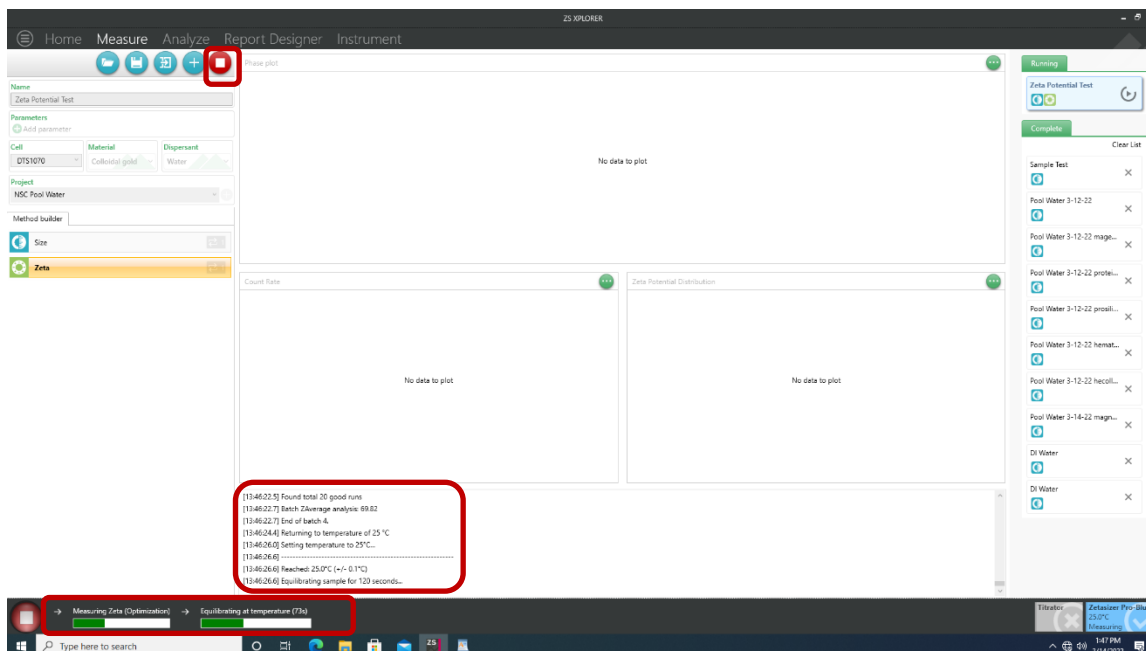 ZS XPLORER
Home Measure Analyze Report Designer Instrument
Name
Zeta Potential Test
Parameters
Add parameter
Cell Material Dispersant
DTS1070 Colloidal gold Water
Project
NSC Pool Water
Method builder
Size
Zeta
Phase plot
No data to plot
Count Rate
No data to plot
Zeta Potential Distribution
No data to plot
[13:46:22.5] Found total 20 good runs
[13:46:22.7] Batch ZAverage analysis: 69.82
[13:46:22.7] End of batch 4.
[13:46:24.4] Returning to temperature of 25 °C
[13:46:26.0] Setting temperature to 25°C...
[13:46:26.6] ------------------------------------------------------------
[13:46:26.6] Reached: 25.0°C (+/- 0.1°C)
[13:46:26.6] Equilibrating sample for 120 seconds...
Running
Zeta Potential Test
Complete
Clear List
Sample Test
Pool Water 3-12-22
Pool Water 3-12-22 mage...
Pool Water 3-12-22 protei...
Pool Water 3-12-22 prosili...
Pool Water 3-12-22 hemat...
Pool Water 3-12-22 hecoll...
Pool Water 3-14-22 magn...
DI Water
DI Water
→ Measuring Zeta (Optimization) → Equilibrating at temperature (73s)
Titrator
Zetasizer Pro-Blu
25.0°C
Measuring
Type here to search
ZS
1:47 PM
3/14/2022